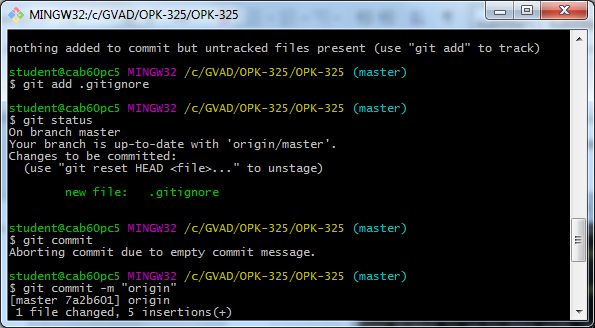 MINGW32:/c/GVAD/OPK-325/OPK-325
nothing added to commit but untracked files present (use "git add" to track)
student@cab60pc5 MINGW32 /c/GVAD/OPK-325/OPK-325 (master)
$ git add .gitignore
student@cab60pc5 MINGW32 /c/GVAD/OPK-325/OPK-325 (master)
$ git status
On branch master
Your branch is up-to-date with 'origin/master'.
Changes to be committed:
(use "git reset HEAD <file>..." to unstage)
new file:   .gitignore
student@cab60pc5 MINGW32 /c/GVAD/OPK-325/OPK-325 (master)
$ git commit
Aborting commit due to empty commit message.
student@cab60pc5 MINGW32 /c/GVAD/OPK-325/OPK-325 (master)
$ git commit -m "origin"
[master 7a2b601] origin
1 file changed, 5 insertions(+)